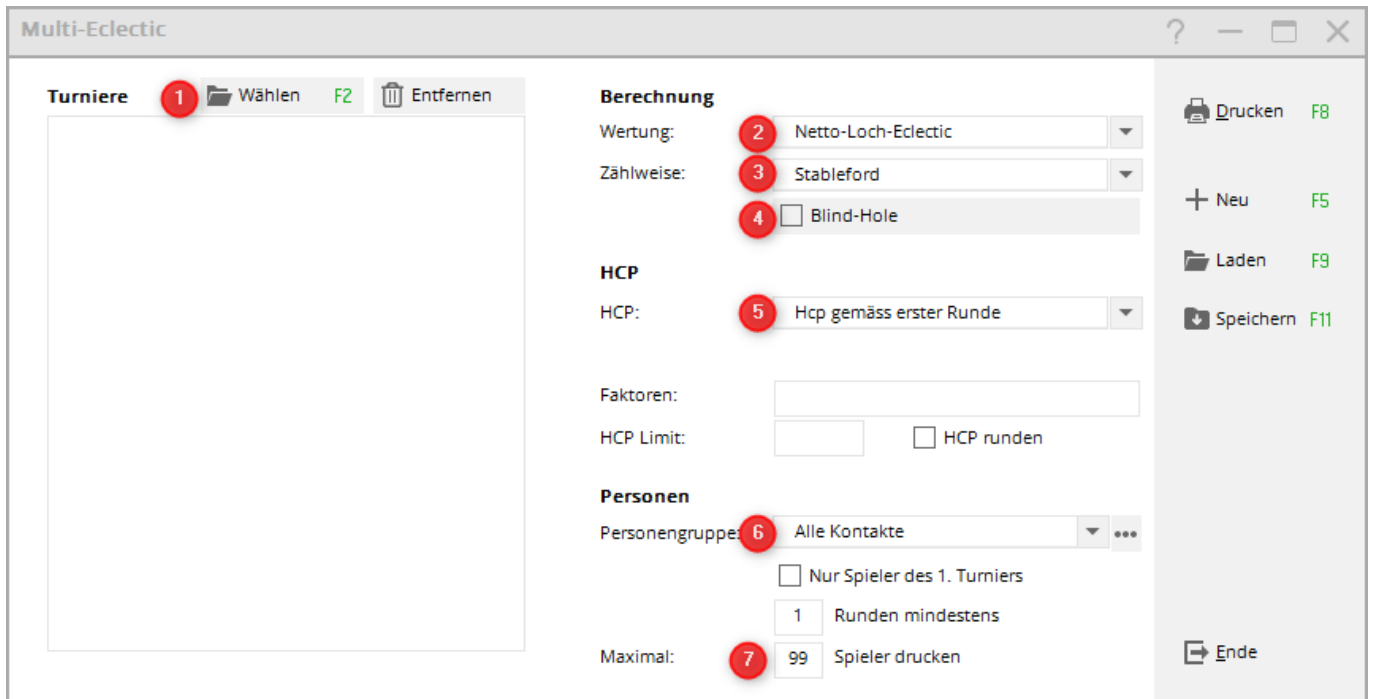 Multi-Eclectic
Turniere 1 Wählen F2 Entfernen
Berechnung
Wertung: 2 Netto-Loch-Eclectic
Zählweise: 3 Stableford
4 Blind-Hole
HCP
HCP: 5 Hcp gemäss erster Runde
Faktoren:
HCP Limit: HCP runden
Personen
Personengruppe: 6 Alle Kontakte
Nur Spieler des 1. Turniers
1 Runden mindestens
Maximal: 7 99 Spieler drucken
Drucken F8
Neu F5
Laden F9
Speichern F11
Ende